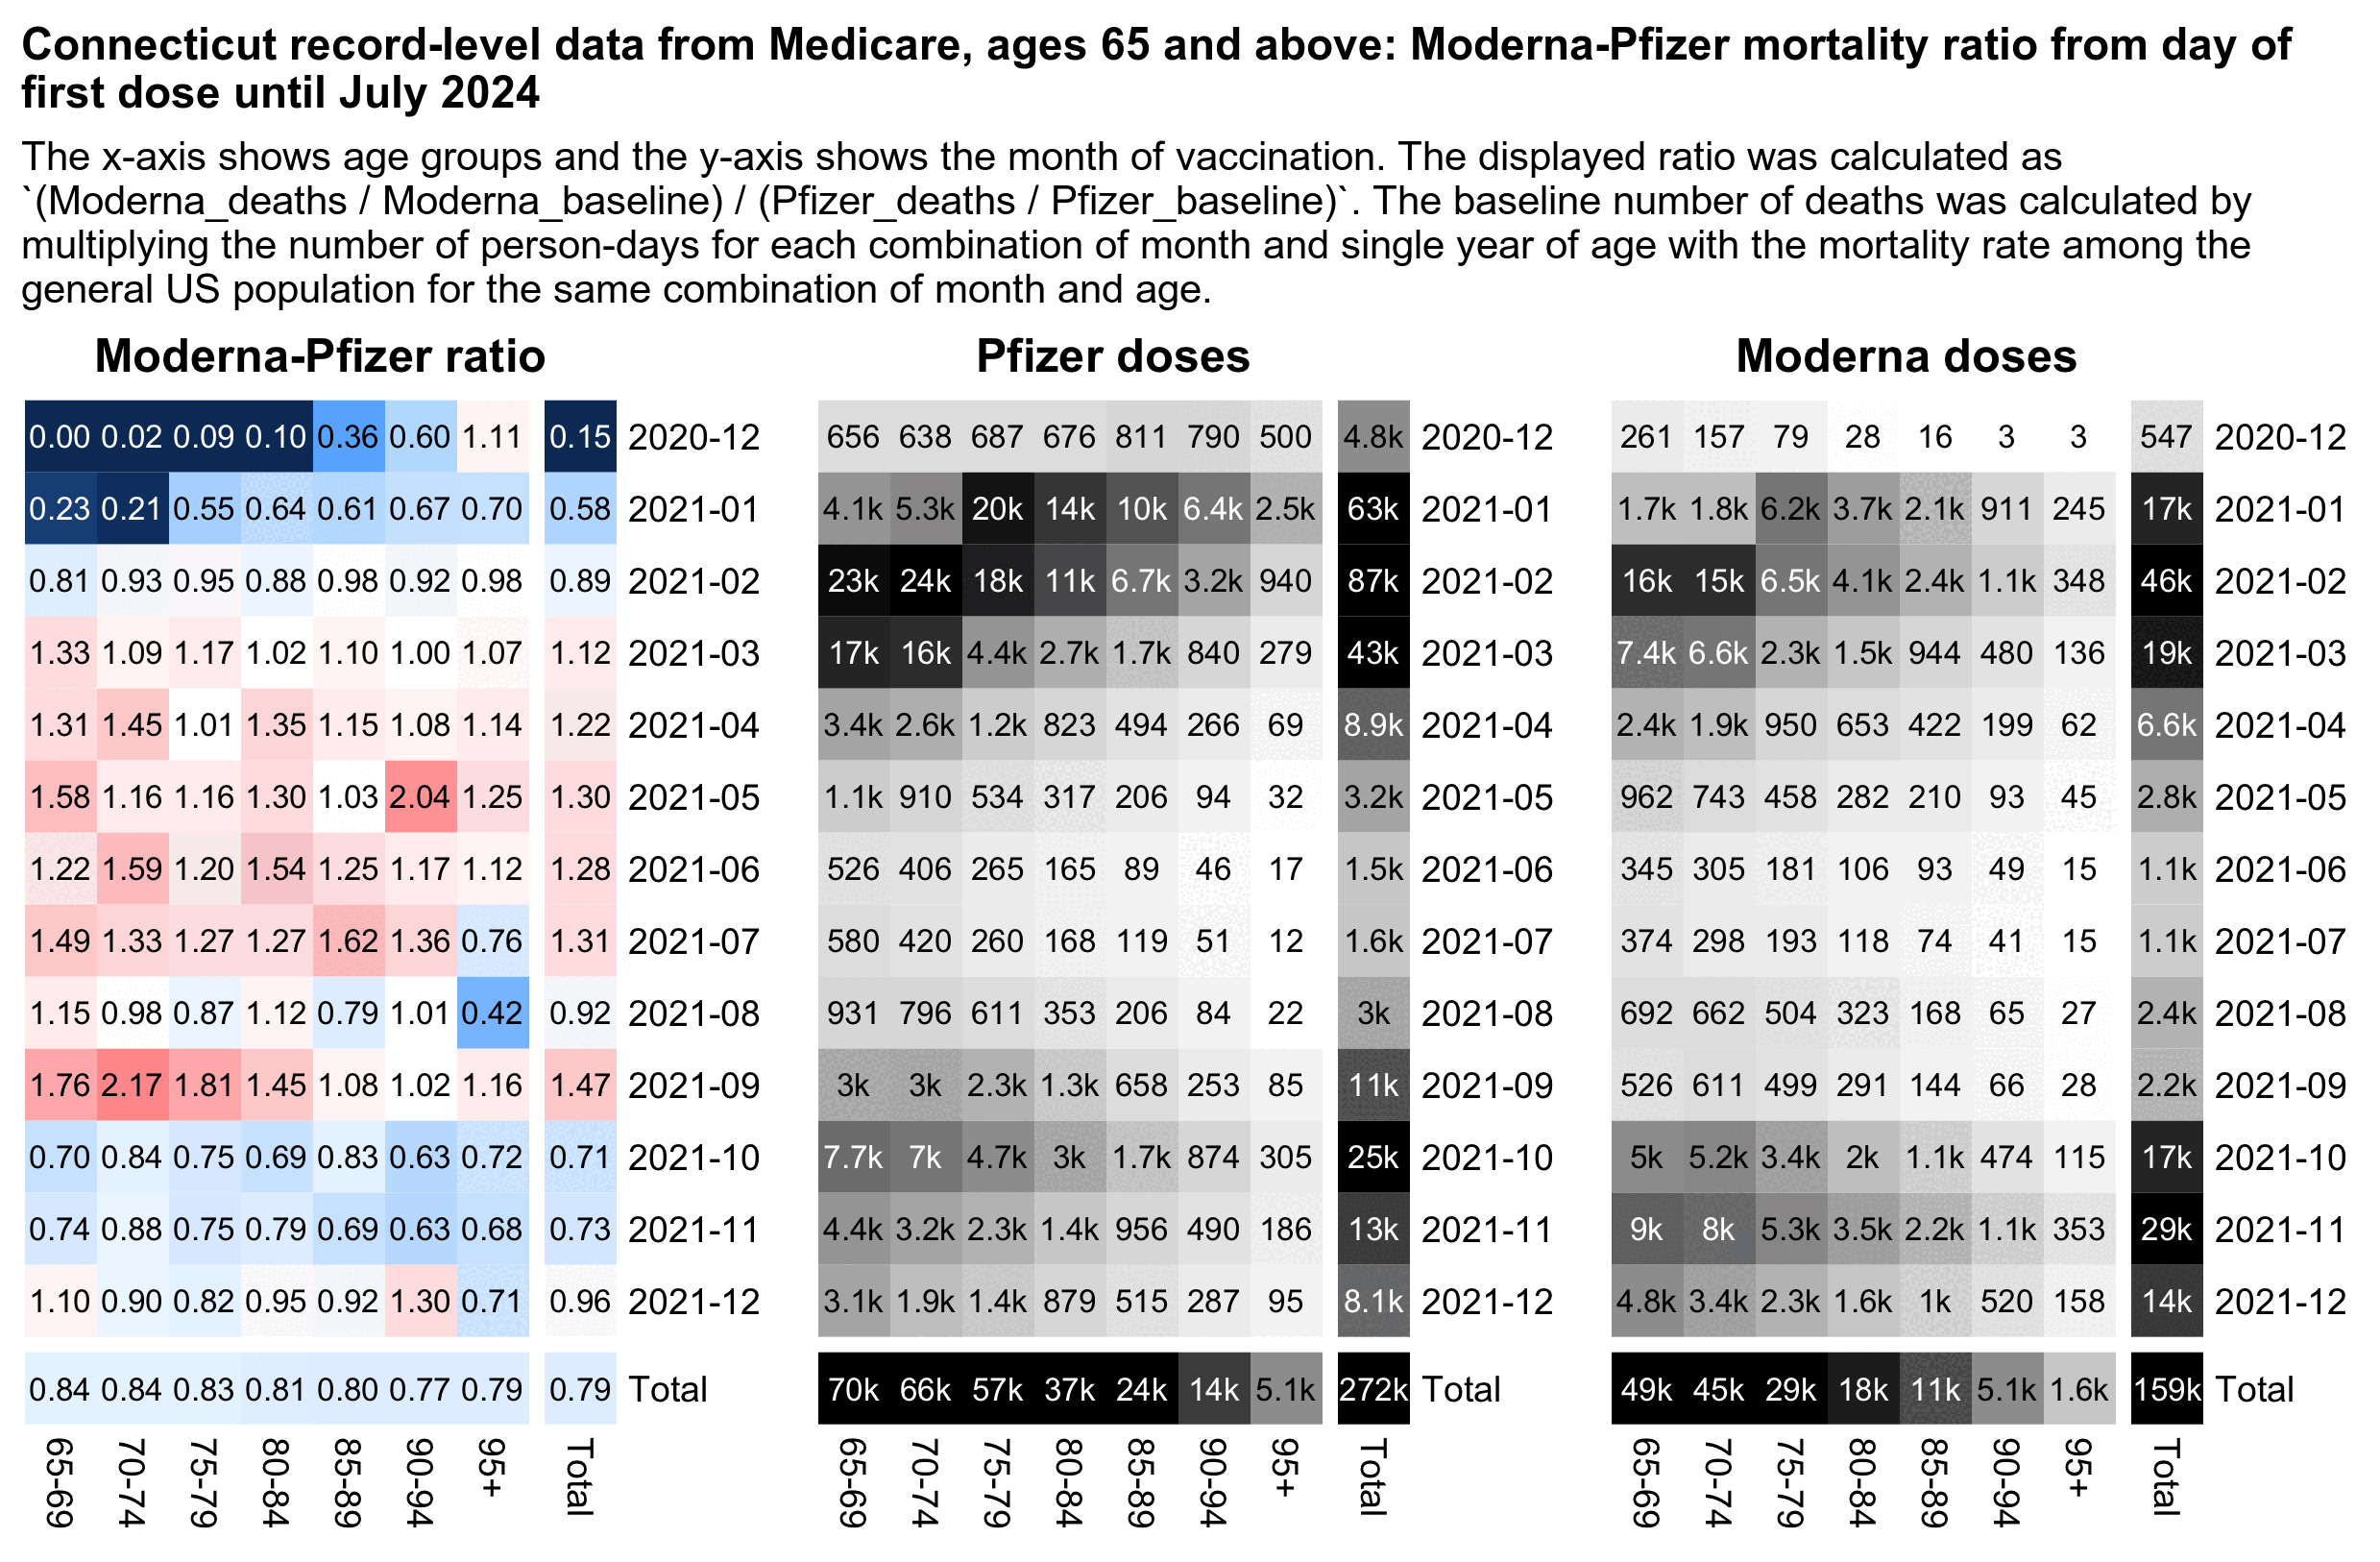 Connecticut record-level data from Medicare, ages 65 and above: Moderna-Pfizer mortality ratio from day of
first dose until July 2024
The x-axis shows age groups and the y-axis shows the month of vaccination. The displayed ratio was calculated as
`(Moderna_deaths / Moderna_baseline) / (Pfizer_deaths / Pfizer_baseline)`. The baseline number of deaths was calculated by
multiplying the number of person-days for each combination of month and single year of age with the mortality rate among the
general US population for the same combination of month and age.
Moderna-Pfizer ratio
0.00 0.02 0.09 0.10 0.36 0.60 1.11 0.15 2020-12
0.23 0.21 0.55 0.64 0.61 0.67 0.70 0.58 2021-01
0.81 0.93 0.95 0.88 0.98 0.92 0.98 0.89 2021-02
1.33 1.09 1.17 1.02 1.10 1.00 1.07 1.12 2021-03
1.31 1.45 1.01 1.35 1.15 1.08 1.14 1.22 2021-04
1.58 1.16 1.16 1.30 1.03 2.04 1.25 1.30 2021-05
1.22 1.59 1.20 1.54 1.25 1.17 1.12 1.28 2021-06
1.49 1.33 1.27 1.27 1.62 1.36 0.76 1.31 2021-07
1.15 0.98 0.87 1.12 0.79 1.01 0.42 0.92 2021-08
1.76 2.17 1.81 1.45 1.08 1.02 1.16 1.47 2021-09
0.70 0.84 0.75 0.69 0.83 0.63 0.72 0.71 2021-10
0.74 0.88 0.75 0.79 0.69 0.63 0.68 0.73 2021-11
1.10 0.90 0.82 0.95 0.92 1.30 0.71 0.96 2021-12
0.84 0.84 0.83 0.81 0.80 0.77 0.79 0.79 Total
65-69 70-74 75-79 80-84 85-89 90-94 95+ Total
Pfizer doses
656 638 687 676 811 790 500 4.8k 2020-12
4.1k 5.3k 20k 14k 10k 6.4k 2.5k 63k 2021-01
23k 24k 18k 11k 6.7k 3.2k 940 87k 2021-02
17k 16k 4.4k 2.7k 1.7k 840 279 43k 2021-03
3.4k 2.6k 1.2k 823 494 266 69 8.9k 2021-04
1.1k 910 534 317 206 94 32 3.2k 2021-05
526 406 265 165 89 46 17 1.5k 2021-06
580 420 260 168 119 51 12 1.6k 2021-07
931 796 611 353 206 84 22 3k 2021-08
3k 3k 2.3k 1.3k 658 253 85 11k 2021-09
7.7k 7k 4.7k 3k 1.7k 874 305 25k 2021-10
4.4k 3.2k 2.3k 1.4k 956 490 186 13k 2021-11
3.1k 1.9k 1.4k 879 515 287 95 8.1k 2021-12
70k 66k 57k 37k 24k 14k 5.1k 272k Total
65-69 70-74 75-79 80-84 85-89 90-94 95+ Total
Moderna doses
261 157 79 28 16 3 3 547 2020-12
1.7k 1.8k 6.2k 3.7k 2.1k 911 245 17k 2021-01
16k 15k 6.5k 4.1k 2.4k 1.1k 348 46k 2021-02
7.4k 6.6k 2.3k 1.5k 944 480 136 19k 2021-03
2.4k 1.9k 950 653 422 199 62 6.6k 2021-04
962 743 458 282 210 93 45 2.8k 2021-05
345 305 181 106 93 49 15 1.1k 2021-06
374 298 193 118 74 41 15 1.1k 2021-07
692 662 504 323 168 65 27 2.4k 2021-08
526 611 499 291 144 66 28 2.2k 2021-09
5k 5.2k 3.4k 2k 1.1k 474 115 17k 2021-10
9k 8k 5.3k 3.5k 2.2k 1.1k 353 29k 2021-11
4.8k 3.4k 2.3k 1.6k 1k 520 158 14k 2021-12
49k 45k 29k 18k 11k 5.1k 1.6k 159k Total
65-69 70-74 75-79 80-84 85-89 90-94 95+ Total